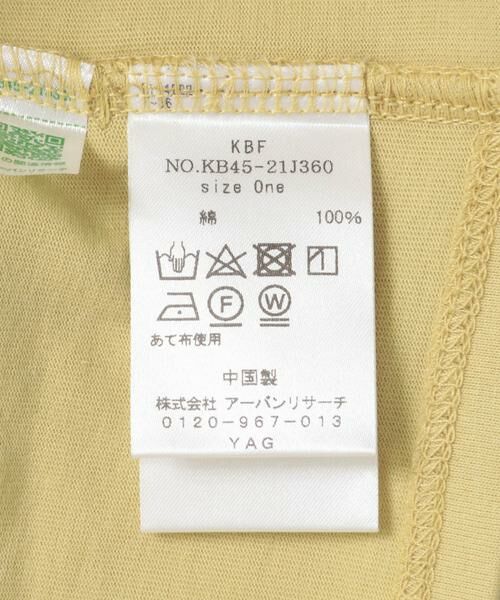 KBF
NO.KB45-21J360
size One
綿 100%
F W
あて布使用
中国製
株式会社 アーバンリサーチ
0120-967-013
YAG